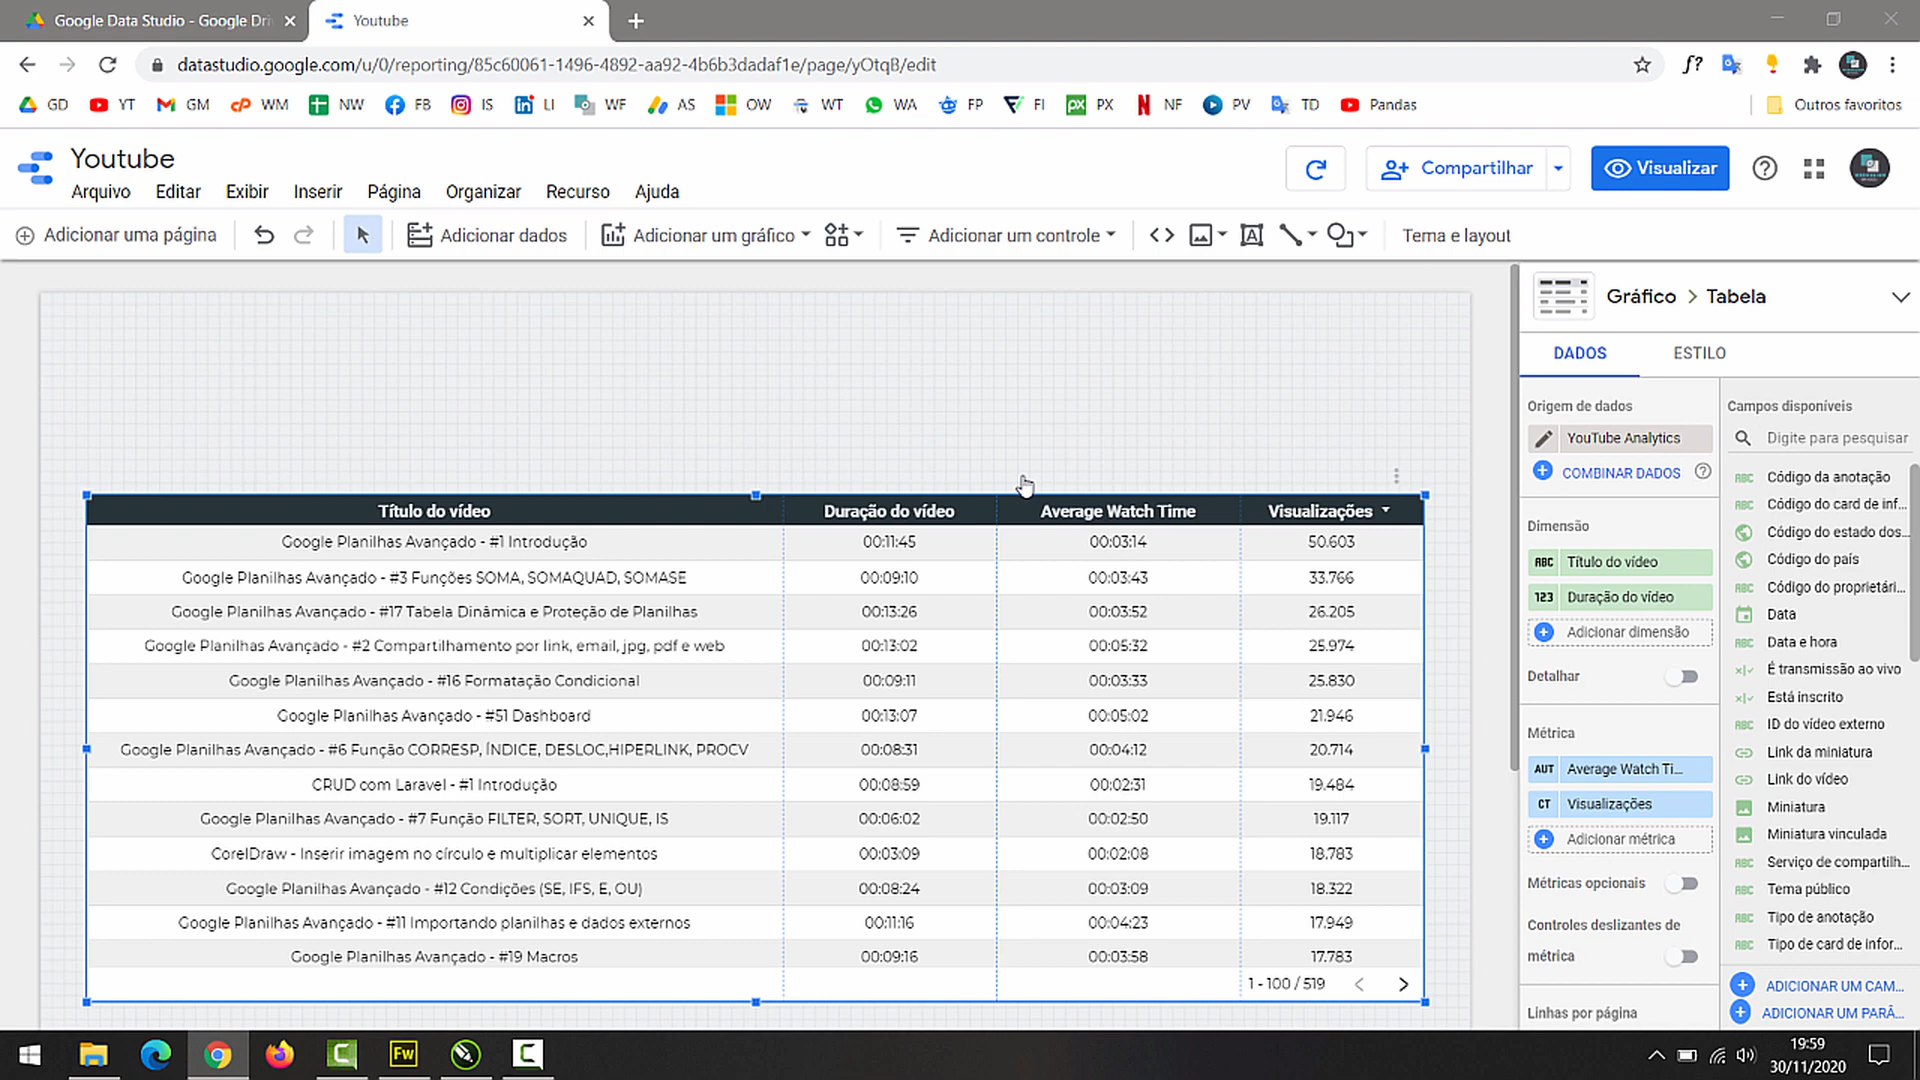 Google Data Studio - Google Dri
Youtube
datastudio.google.com/u/0/reporting/85c60061-1496-4892-aa92-4b6b3dadaf1e/page/yOtqB/edit
GD YT GM WM NW FB IS LI WF AS OW WT WA FP FI PX NF PV TD Pandas Outros favoritos
Youtube
Arquivo Editar Exibir Inserir Página Organizar Recurso Ajuda
Compartilhar
Visualizar
Adicionar uma página Adicionar dados Adicionar um gráfico Adicionar um controle Tema e layout
Título do vídeo Duração do vídeo Average Watch Time Visualizações
Google Planilhas Avançado - #1 Introdução 00:11:45 00:03:14 50.603
Google Planilhas Avançado - #3 Funções SOMA, SOMAQUAD, SOMASE 00:09:10 00:03:43 33.766
Google Planilhas Avançado - #17 Tabela Dinâmica e Proteção de Planilhas 00:13:26 00:03:52 26.205
Google Planilhas Avançado - #2 Compartilhamento por link, email, jpg, pdf e web 00:13:02 00:05:32 25.974
Google Planilhas Avançado - #16 Formatação Condicional 00:09:11 00:03:33 25.830
Google Planilhas Avançado - #51 Dashboard 00:13:07 00:05:02 21.946
Google Planilhas Avançado - #6 Função CORRESP, ÍNDICE, DESLOC,HIPERLINK, PROCV 00:08:31 00:04:12 20.714
CRUD com Laravel - #1 Introdução 00:08:59 00:02:31 19.484
Google Planilhas Avançado - #7 Função FILTER, SORT, UNIQUE, IS 00:06:02 00:02:50 19.117
CorelDraw - Inserir imagem no círculo e multiplicar elementos 00:03:09 00:02:08 18.783
Google Planilhas Avançado - #12 Condições (SE, IFS, E, OU) 00:08:24 00:03:09 18.322
Google Planilhas Avançado - #11 Importando planilhas e dados externos 00:11:16 00:04:23 17.949
Google Planilhas Avançado - #19 Macros 00:09:16 00:03:58 17.783
1 - 100 / 519
Gráfico > Tabela
DADOS ESTILO
Origem de dados
YouTube Analytics
COMBINAR DADOS
Dimensão
ABC Título do vídeo
123 Duração do vídeo
Adicionar dimensão
Detalhar
Métrica
AUT Average Watch Ti...
CT Visualizações
Adicionar métrica
Métricas opcionais
Controles deslizantes de
métrica
Linhas por página
Campos disponíveis
Digite para pesquisar
ABC Código da anotação
ABC Código do card de inf...
Código do estado dos...
Código do país
ABC Código do proprietári...
Data
ABC Data e hora
É transmissão ao vivo
Está inscrito
ABC ID do vídeo externo
Link da miniatura
Link do vídeo
Miniatura
Miniatura vinculada
ABC Serviço de compartilh...
ABC Tema público
ABC Tipo de anotação
ABC Tipo de card de infor...
ADICIONAR UM CAM...
ADICIONAR UM PARÂ...
Fw
19:59
30/11/2020